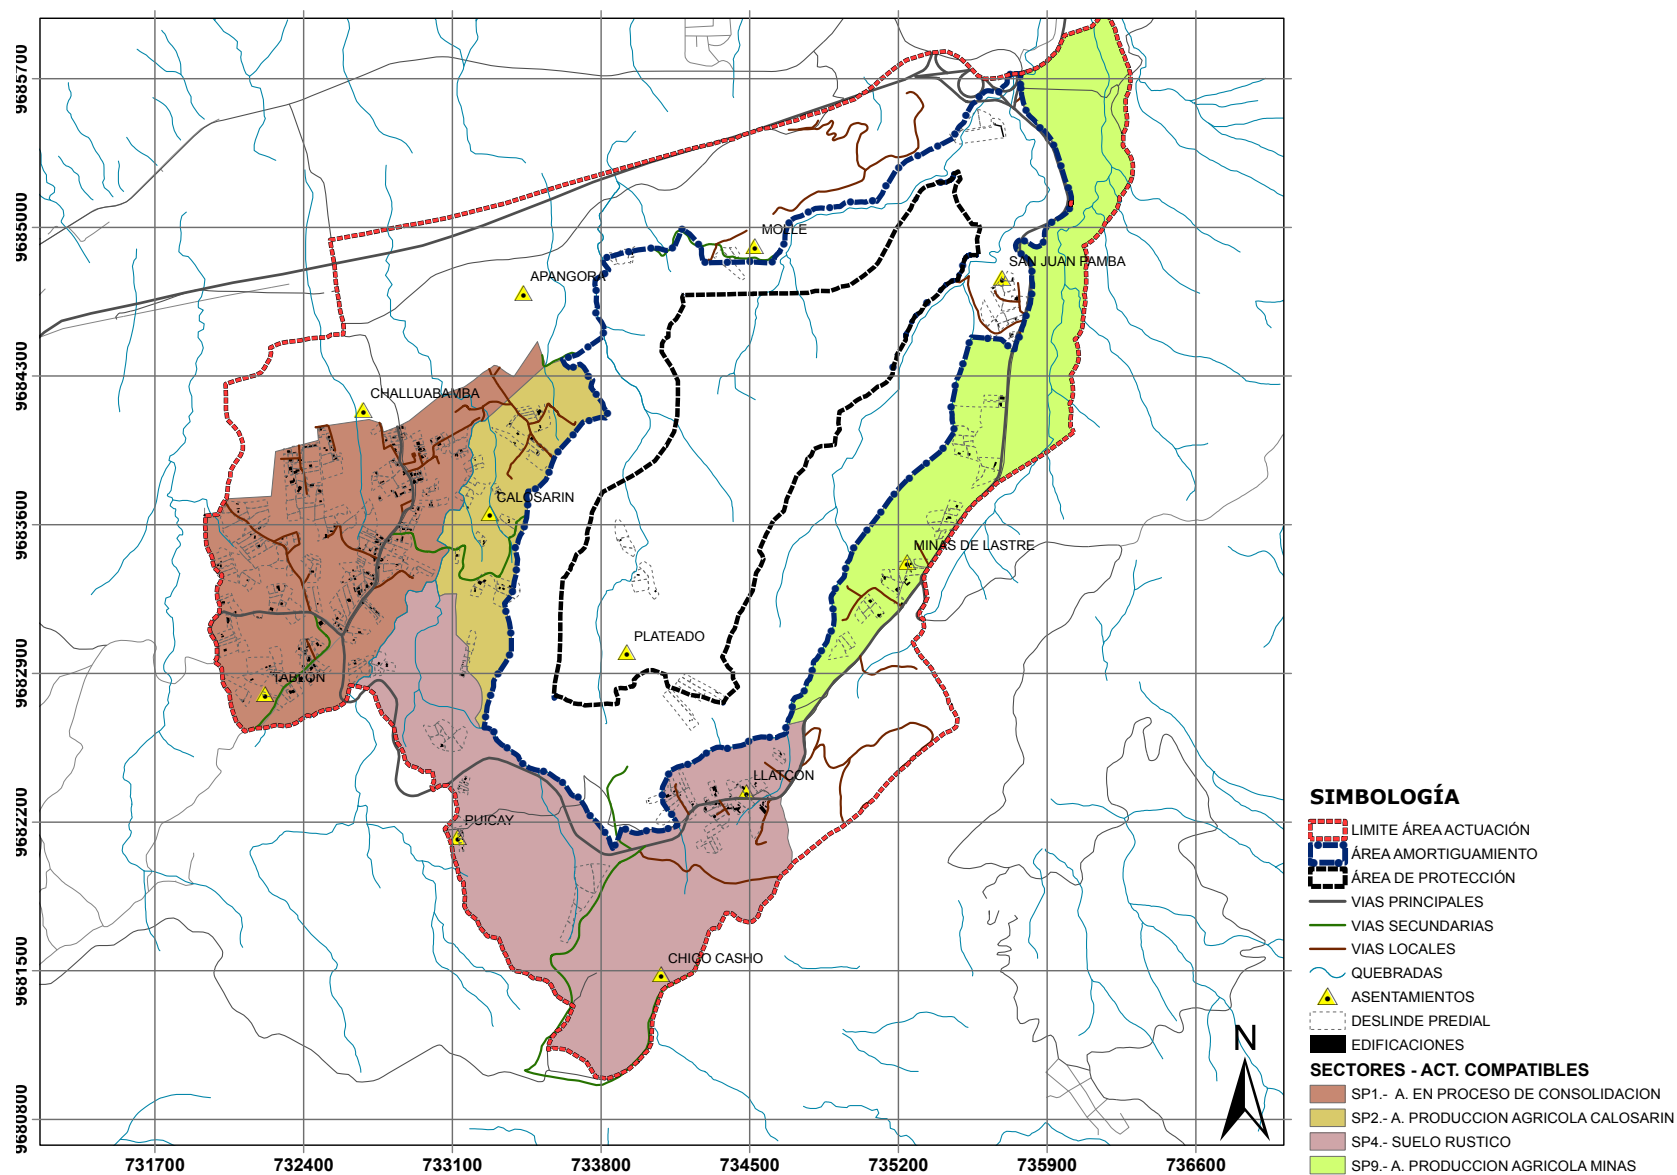 9685700
9685000
9684300
9683600
9682900
9682200
9681500
9680800
MOLLE
SAN JUAN PAMBA
APANGORA
CHALLUABAMBA
CALOSARIN
MINAS DE LASTRE
PLATEADO
TABLON
LLATCON
PUICAY
CHICO CASHO
731700
732400
733100
733800
734500
735200
735900
736600
N
SIMBOLOGÍA
LIMITE ÁREA ACTUACIÓN
ÁREA AMORTIGUAMIENTO
ÁREA DE PROTECCIÓN
VIAS PRINCIPALES
VIAS SECUNDARIAS
VIAS LOCALES
QUEBRADAS
ASENTAMIENTOS
DESLINDE PREDIAL
EDIFICACIONES
SECTORES - ACT. COMPATIBLES
SP1.- A. EN PROCESO DE CONSOLIDACION
SP2.- A. PRODUCCION AGRICOLA CALOSARIN
SP4.- SUELO RUSTICO
SP9.- A. PRODUCCION AGRICOLA MINAS